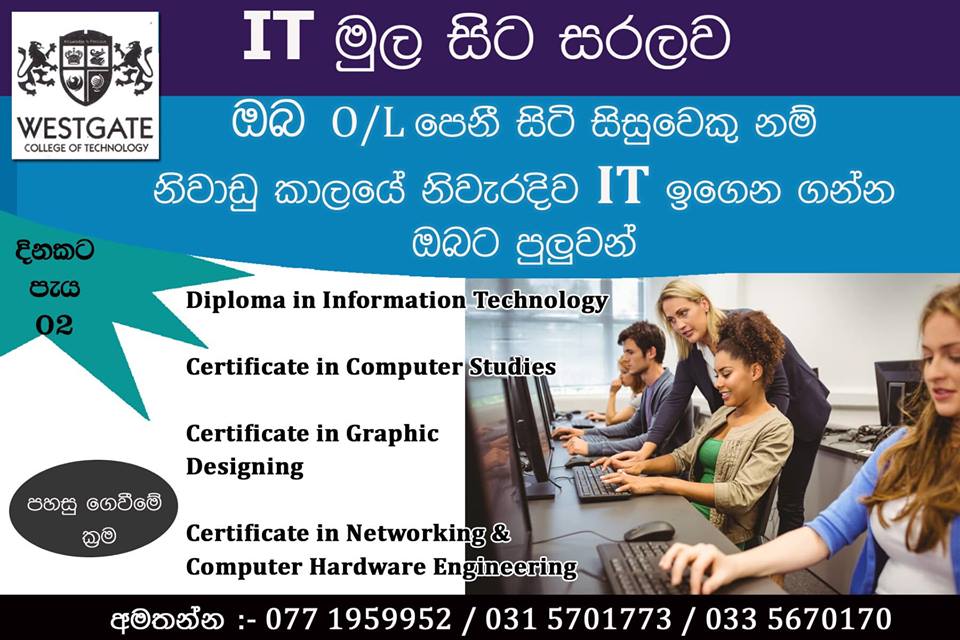 IT මුල සිට සරලව
WESTGATE
COLLEGE OF TECHNOLOGY
ඔබ O/L පෙනී සිටි සිසුවෙකු නම්
නිවාඩු කාලයේ නිවැරදිව IT ඉගෙන ගන්න
ඔබට පුලුවන්
දිනකට
පැය
02
Diploma in Information Technology
Certificate in Computer Studies
Certificate in Graphic
Designing
පහසු ගෙවීමේ
ක්‍රම
Certificate in Networking &
Computer Hardware Engineering
අමතන්න :- 077 1959952 / 031 5701773 / 033 5670170